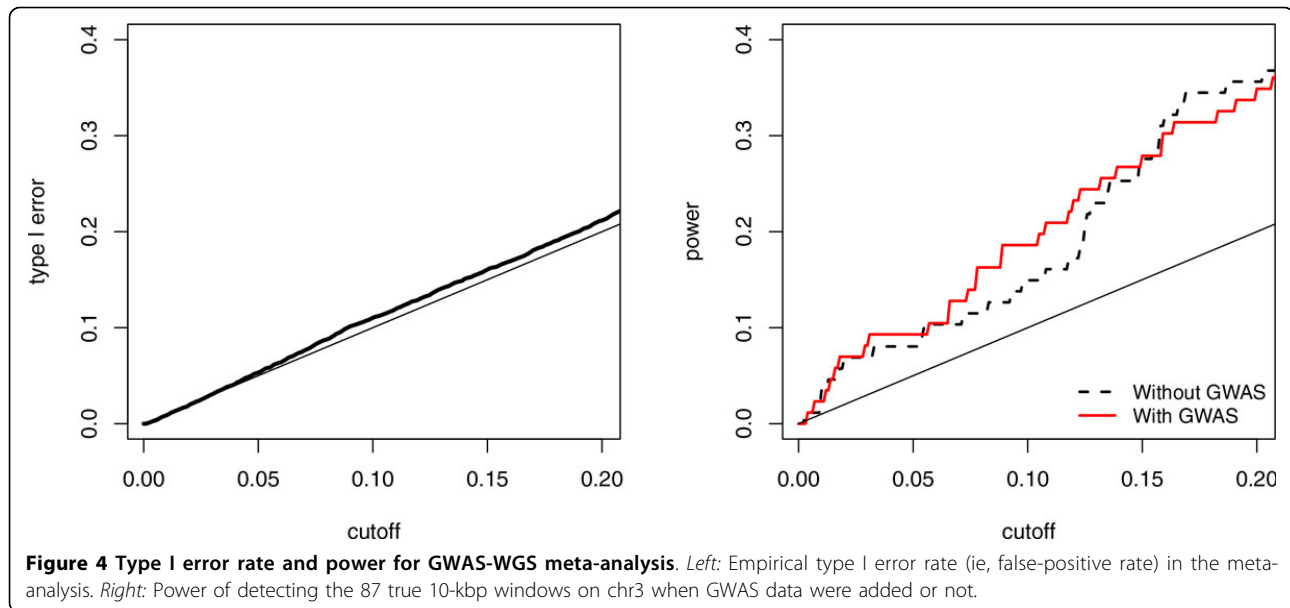 0.4
0.3
0.2
0.1
0.0
type I error
0.00 0.05 0.10 0.15 0.20
cutoff
0.4
0.3
0.2
0.1
0.0
power
Without GWAS
With GWAS
0.00 0.05 0.10 0.15 0.20
cutoff
Figure 4 Type I error rate and power for GWAS-WGS meta-analysis. Left: Empirical type I error rate (ie, false-positive rate) in the meta-
analysis. Right: Power of detecting the 87 true 10-kbp windows on chr3 when GWAS data were added or not.